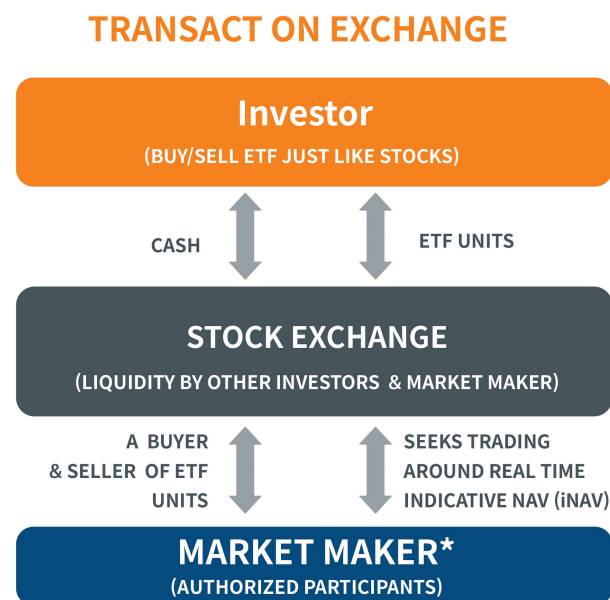 TRANSACT ON EXCHANGE
Investor
(BUY/SELL ETF JUST LIKE STOCKS)
CASH
ETF UNITS
STOCK EXCHANGE
(LIQUIDITY BY OTHER INVESTORS & MARKET MAKER)
A BUYER
& SELLER OF ETF
UNITS
SEEKS TRADING
AROUND REAL TIME
INDICATIVE NAV (iNAV)
MARKET MAKER*
(AUTHORIZED PARTICIPANTS)